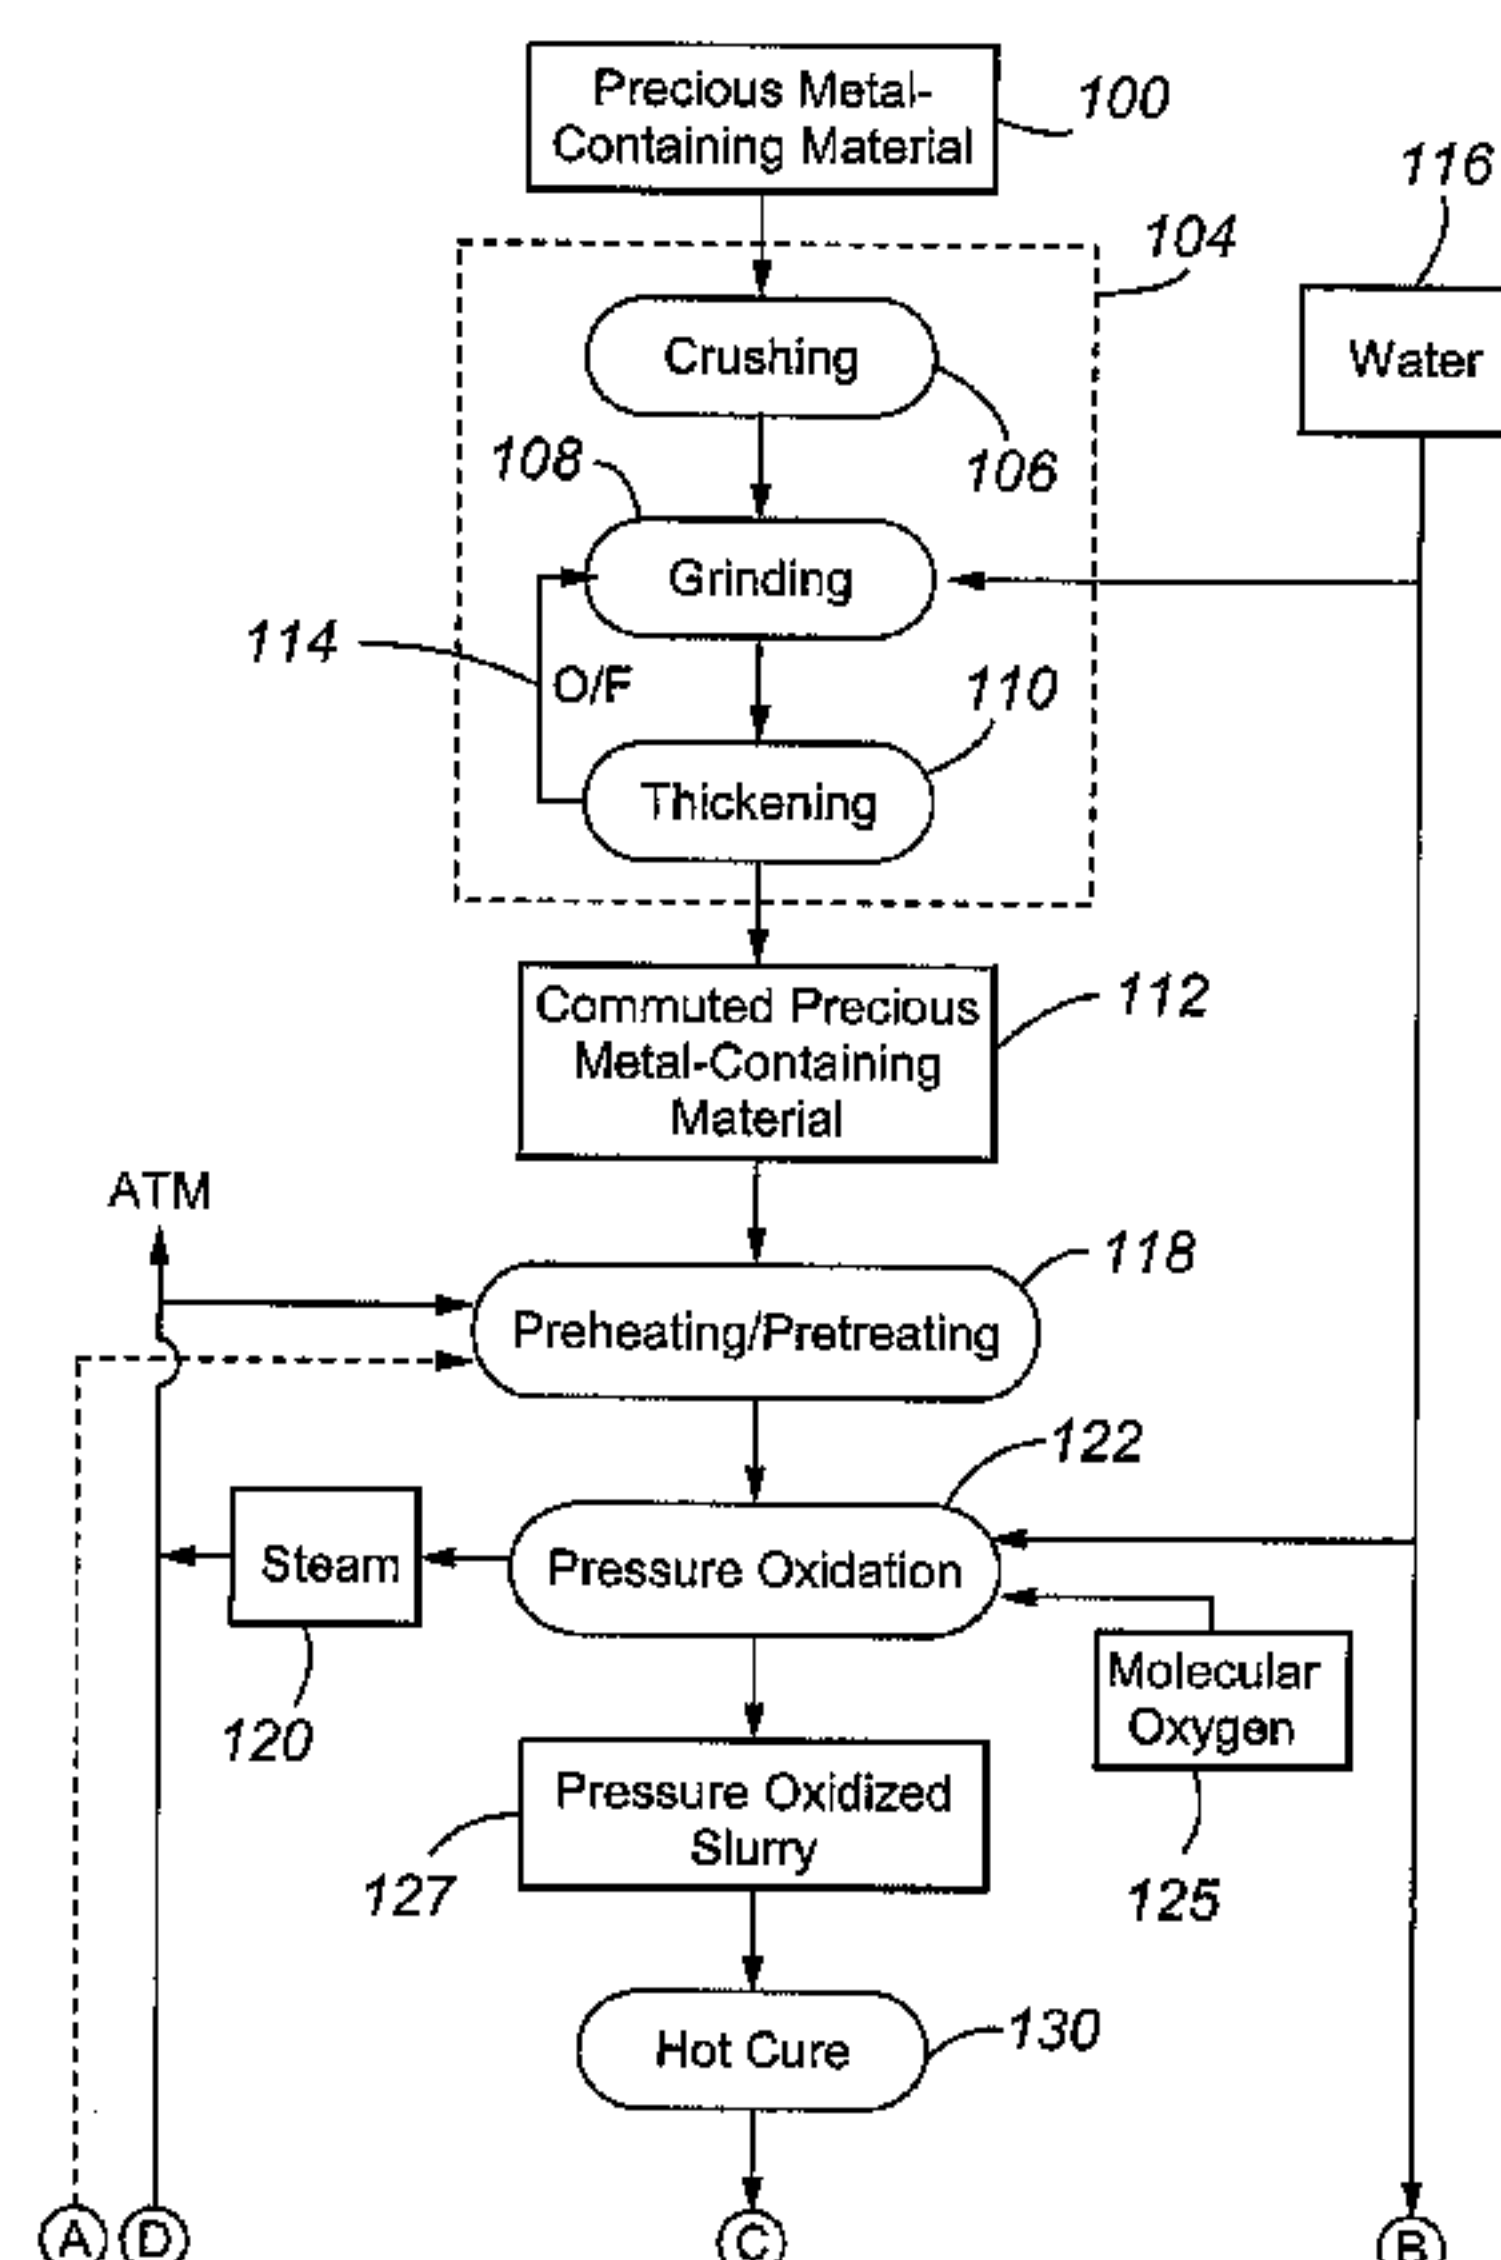 Precious Metal-
Containing Material
100
116
104
Water
Crushing
106
108
Grinding
114
O/F
110
Thickening
Commuted Precious
Metal-Containing
Material
112
ATM
118
Preheating/Pretreating
122
Steam
Pressure Oxidation
120
Molecular
Oxygen
125
Pressure Oxidized
Slurry
127
Hot Cure
130
A
D
C
B